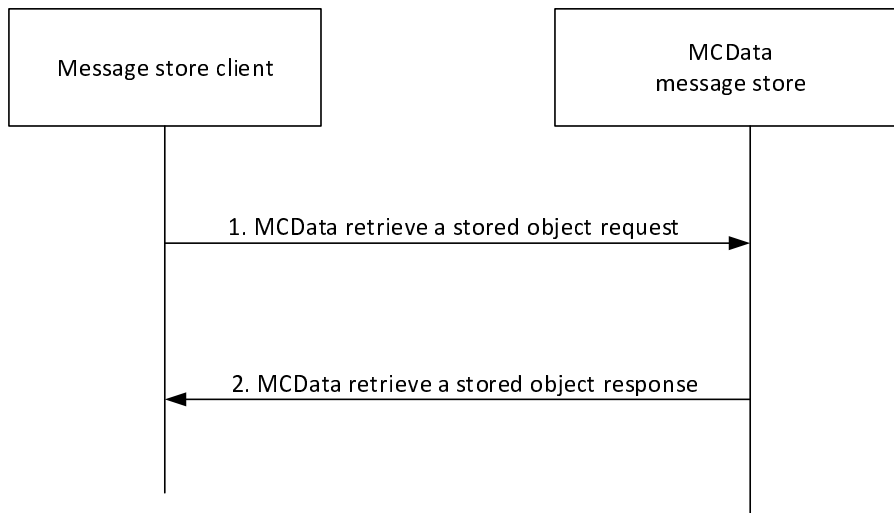 Message store client
MCData
message store
1. MCData retrieve a stored object request
2. MCData retrieve a stored object response